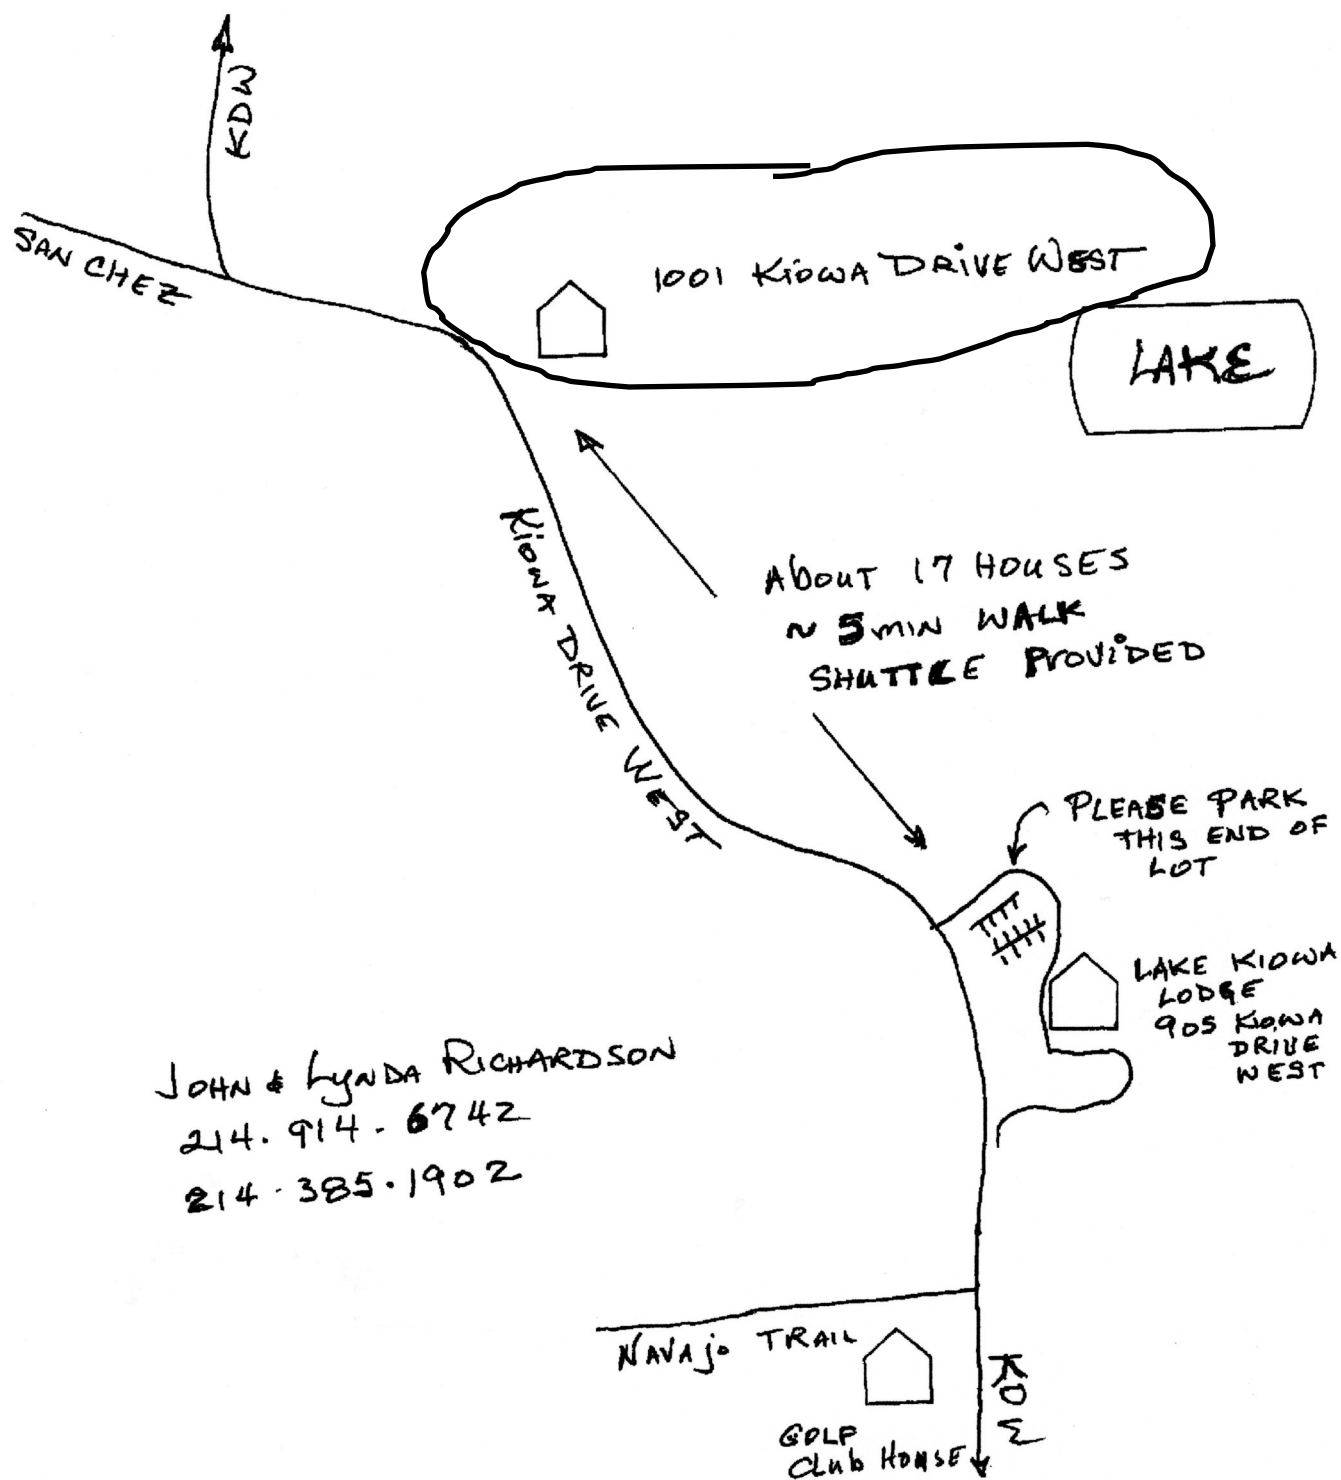 KDW
SANCHEZ
1001 KIOWA DRIVE WEST
LAKE
KIOWA DRIVE WEST
ABOUT 17 HOUSES
~ 5 MIN WALK
SHUTTLE PROVIDED
PLEASE PARK
THIS END OF
LOT
LAKE KIOWA
LODGE
905 KIOWA
DRIVE
WEST
JOHN & LYNDA RICHARDSON
214. 914. 6742
214.385.1902
NAVAJO TRAIL
KDW
GOLF
Club HOUSE